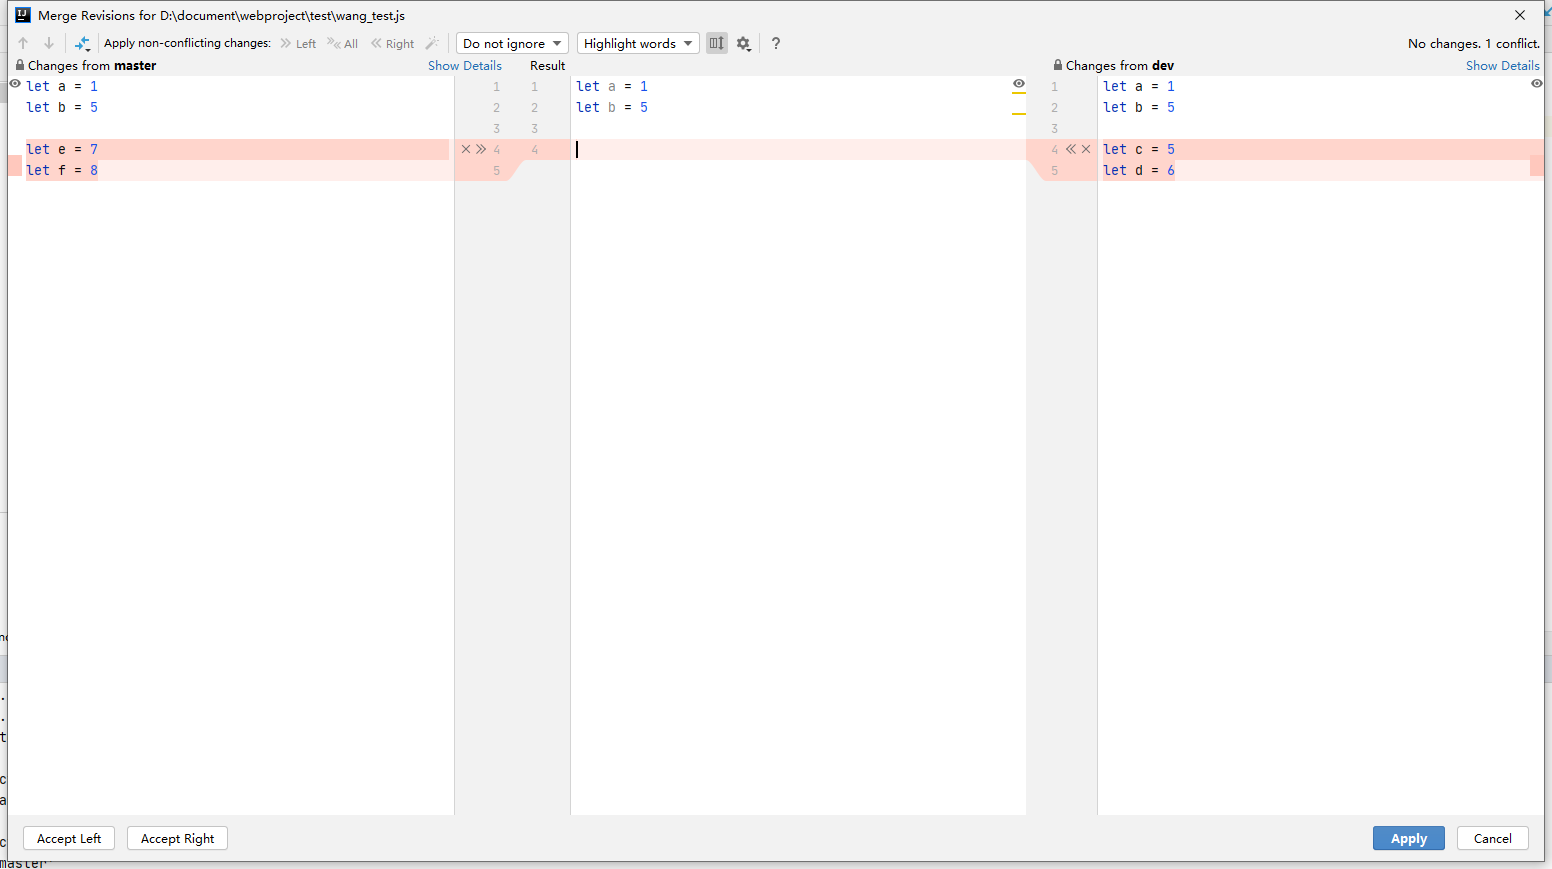 Merge Revisions for D:\document\webproject\test\wang_test.js
Apply non-conflicting changes: Left All Right Do not ignore Highlight words ? No changes. 1 conflict.
Changes from master Show Details Result Changes from dev Show Details
let a = 1 1 1 let a = 1 1 let a = 1
let b = 5 2 2 let b = 5 2 let b = 5
3 3 3
let e = 7 4 4 4 let c = 5
let f = 8 5 5 let d = 6
Accept Left Accept Right Apply Cancel
master